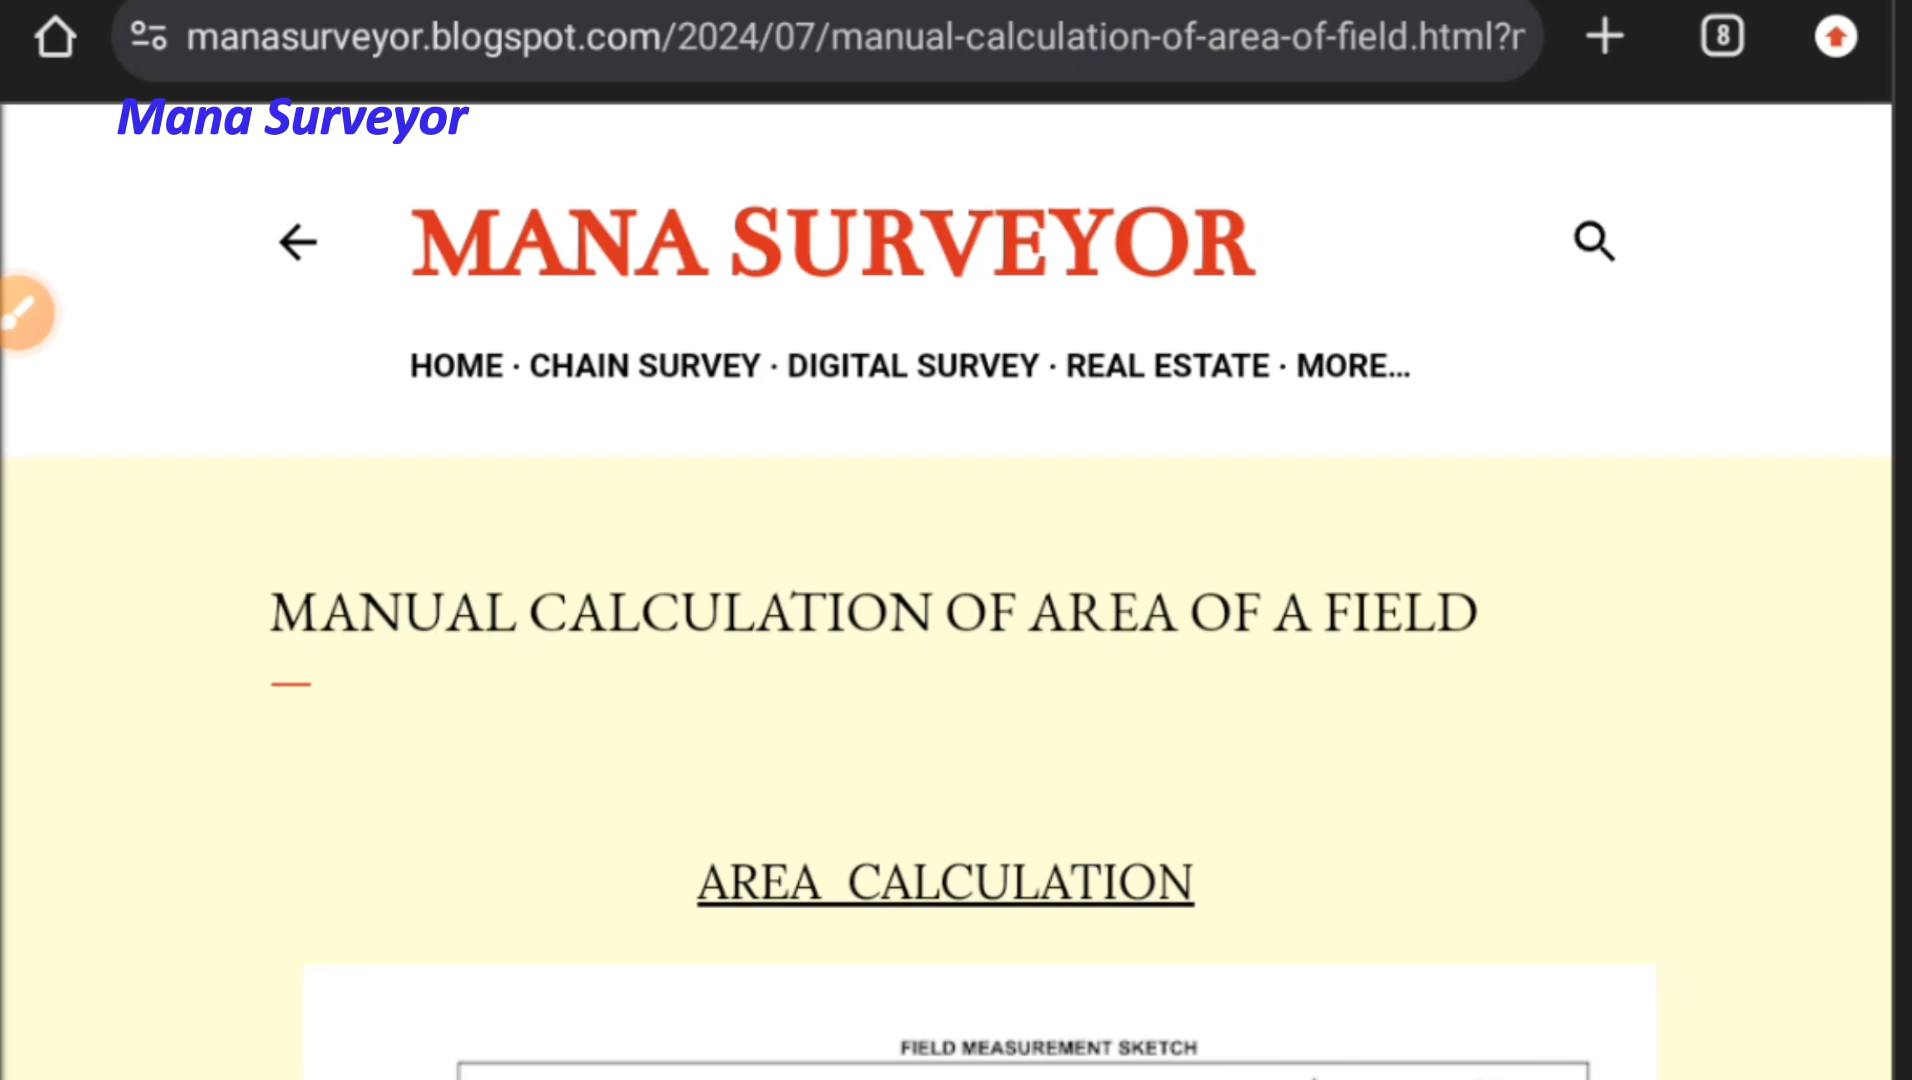 manasurveyor.blogspot.com/2024/07/manual-calculation-of-area-of-field.html?r
8
Mana Surveyor
MANA SURVEYOR
HOME · CHAIN SURVEY · DIGITAL SURVEY · REAL ESTATE · MORE...
MANUAL CALCULATION OF AREA OF A FIELD
AREA CALCULATION
FIELD MEASUREMENT SKETCH